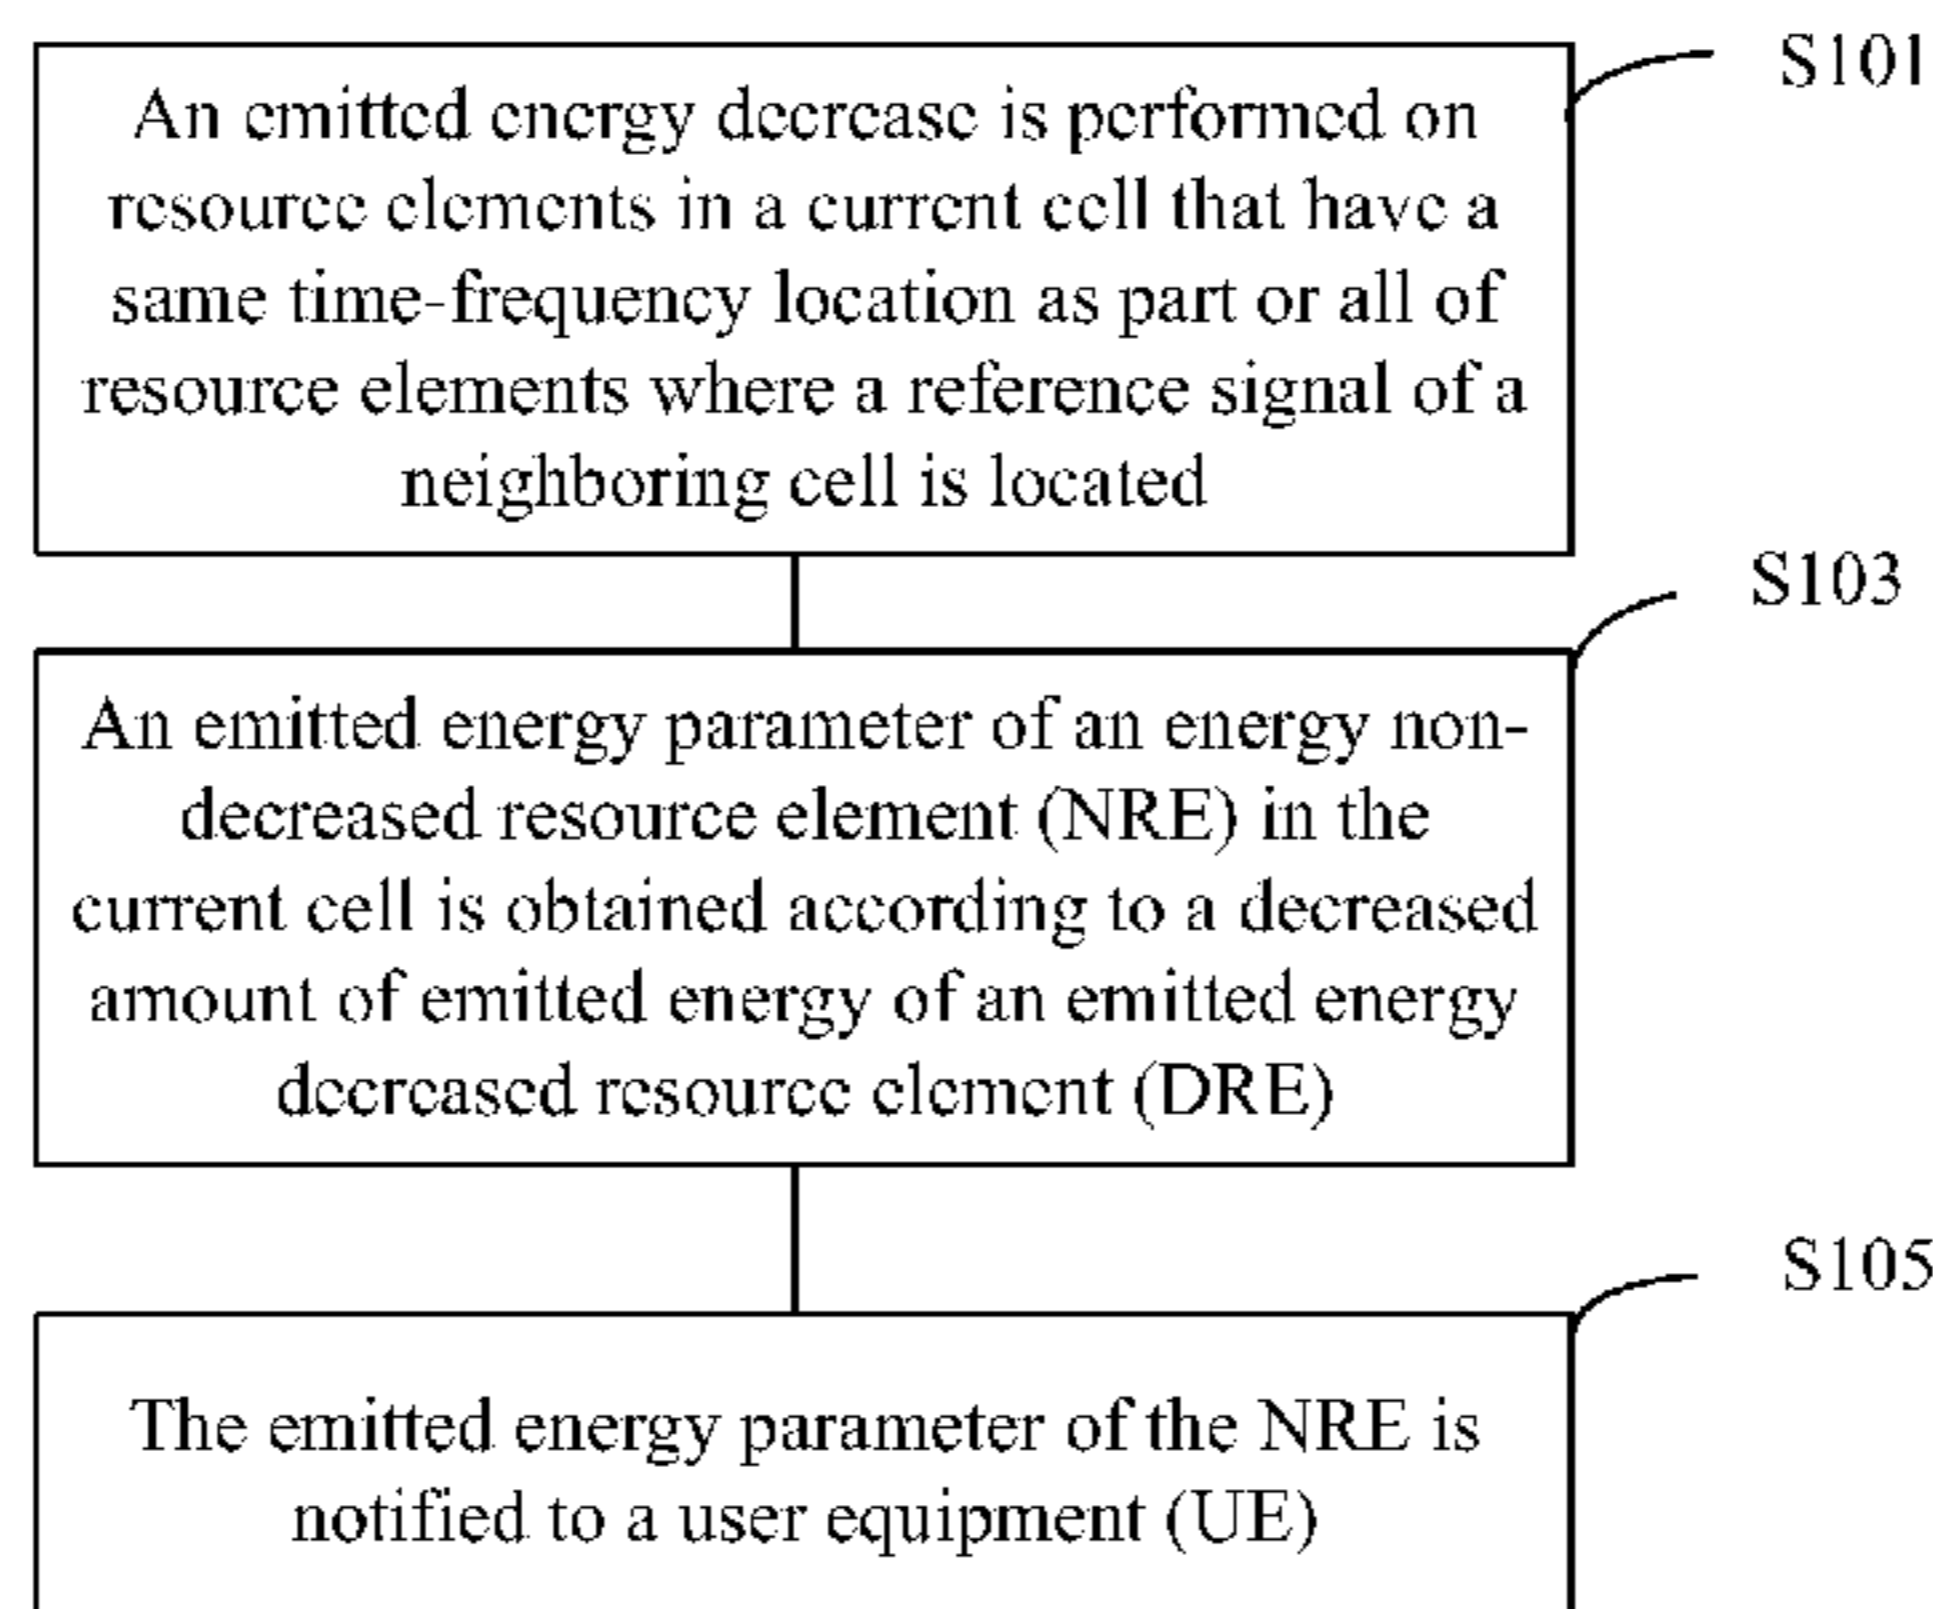 S101
An emitted energy decrease is performed on
resource elements in a current cell that have a
same time-frequency location as part or all of
resource elements where a reference signal of a
neighboring cell is located
S103
An emitted energy parameter of an energy non-
decreased resource element (NRE) in the
current cell is obtained according to a decreased
amount of emitted energy of an emitted energy
decreased resource element (DRE)
S105
The emitted energy parameter of the NRE is
notified to a user equipment (UE)